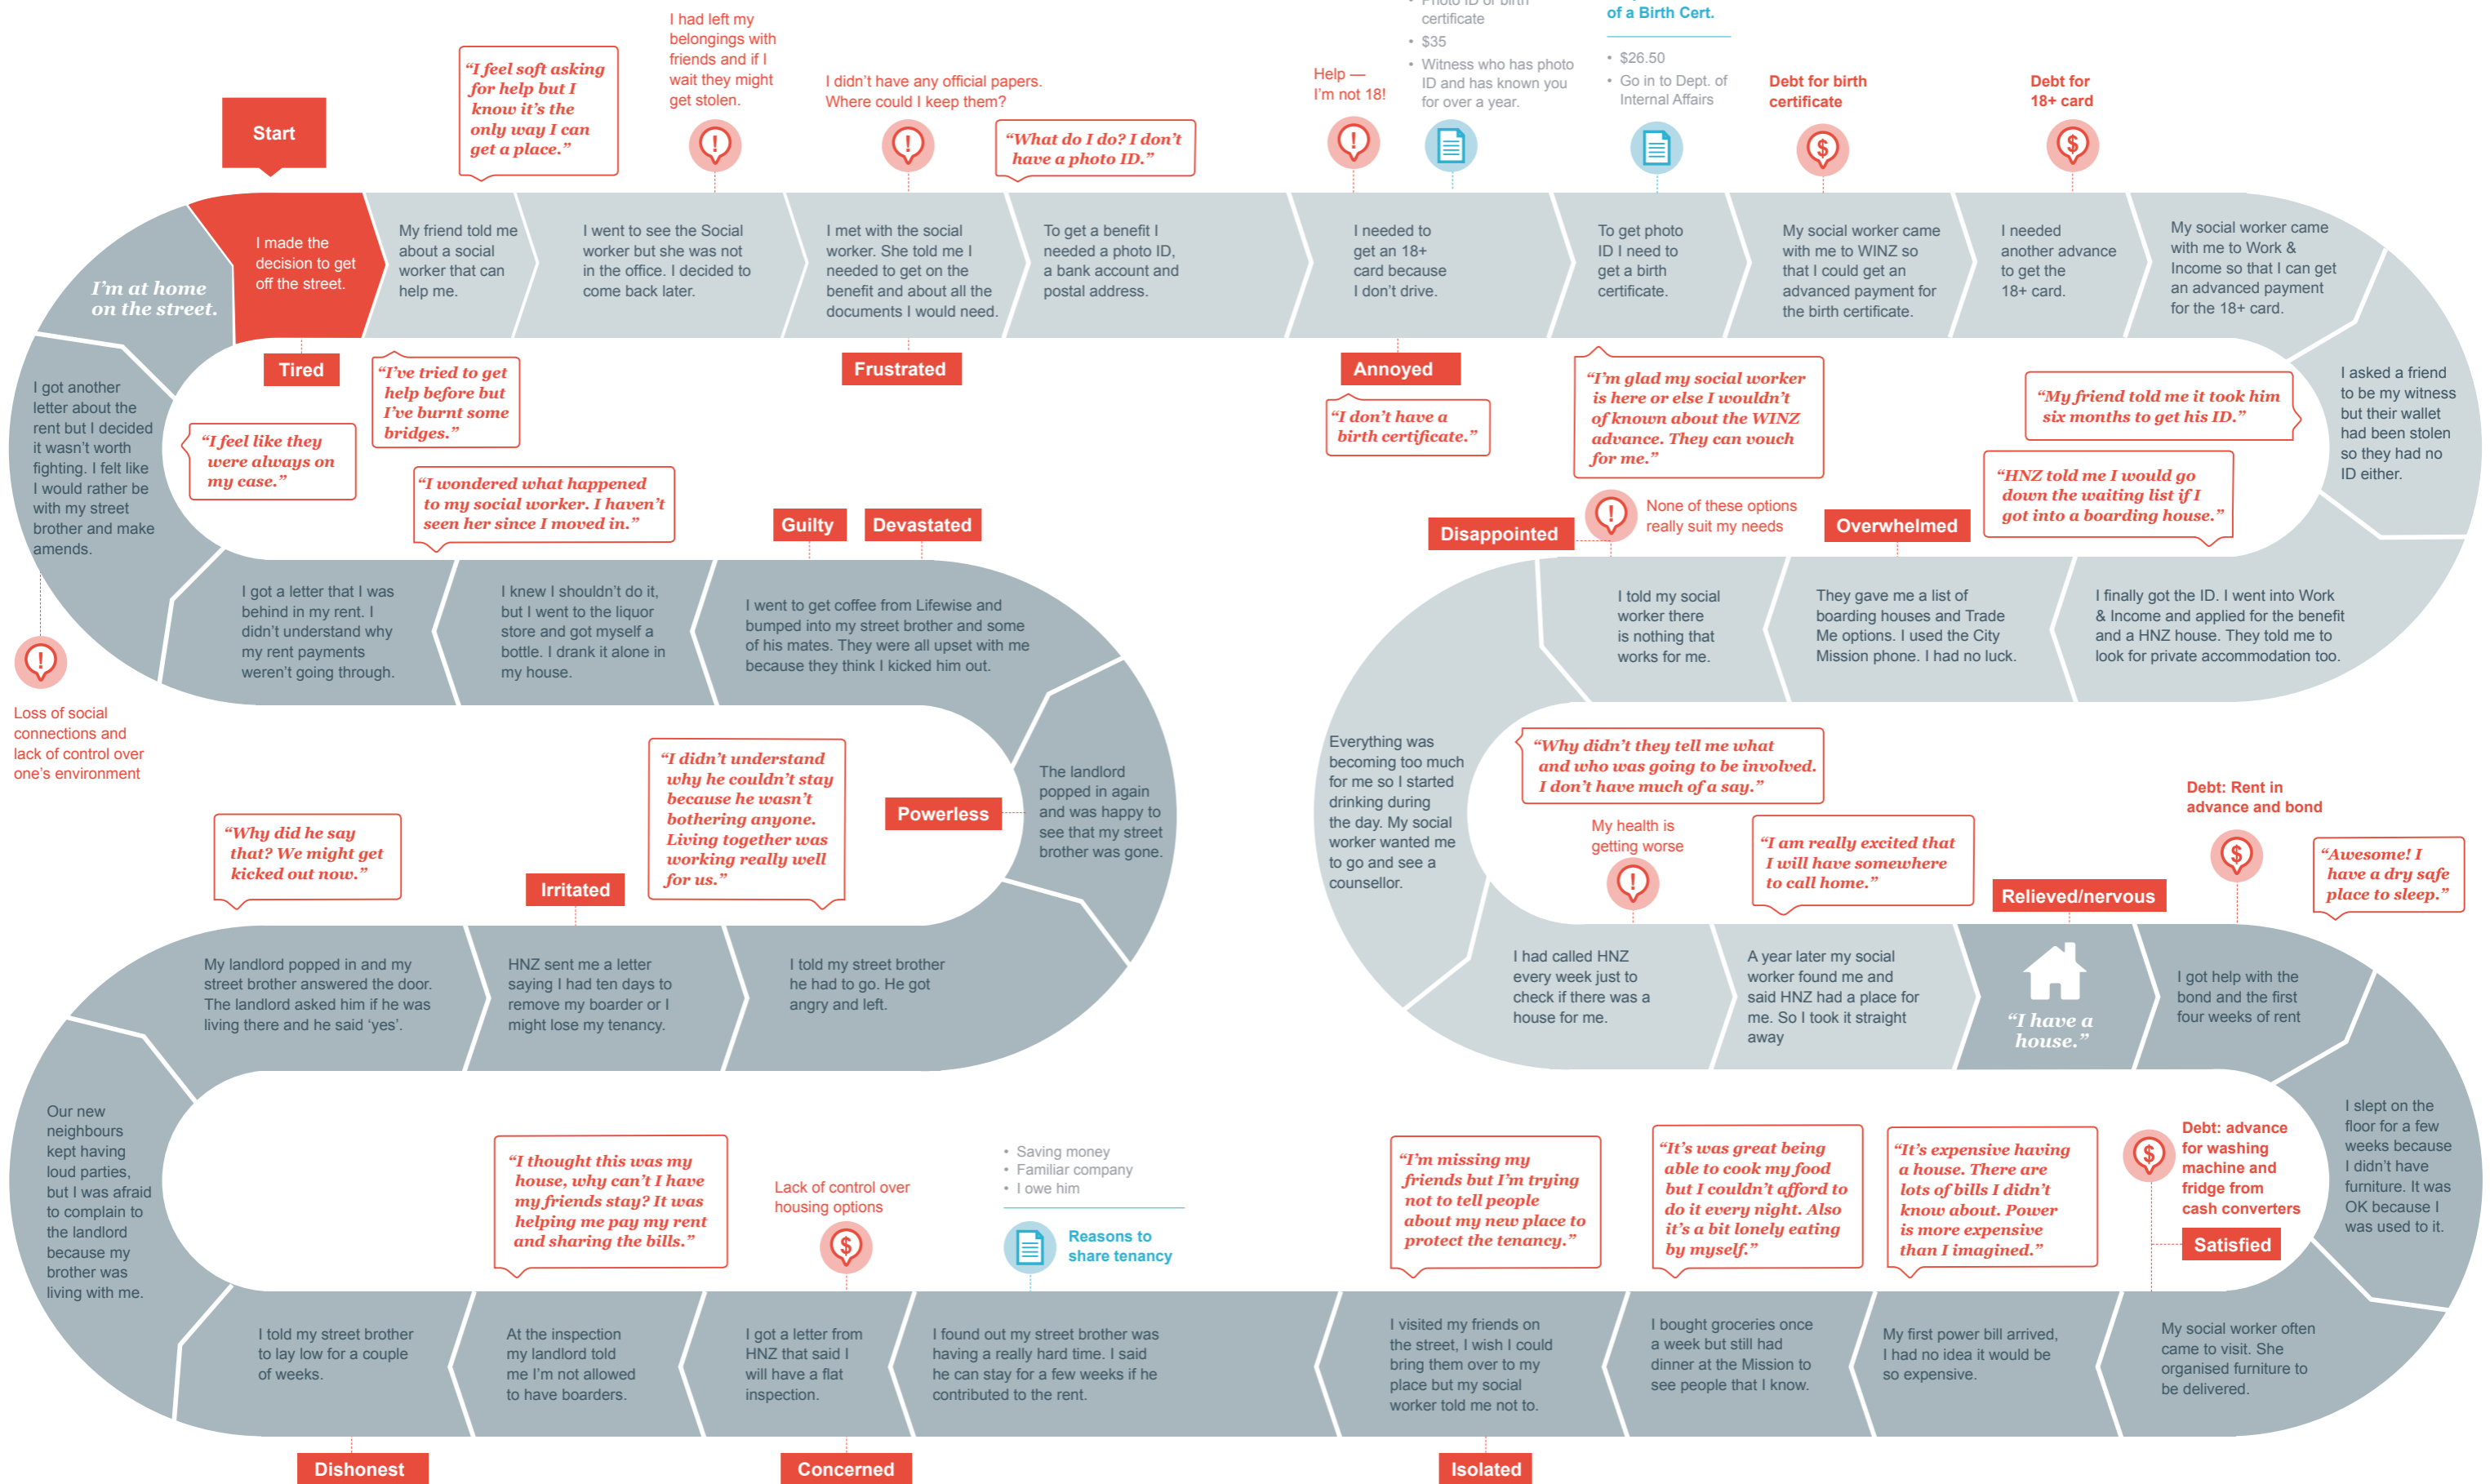 I had left my
belongings with
friends and if I
wait they might
get stolen.
“I feel soft asking
for help but I
know it’s the
only way I can
get a place.”
I didn’t have any official papers.
Where could I keep them?
“What do I do? I don’t
have a photo ID.”
Help —
I’m not 18!
• Photo ID or birth
certificate
• $35
• Witness who has photo
ID and has known you
for over a year.
of a Birth Cert.
• $26.50
• Go in to Dept. of
Internal Affairs
Debt for birth
certificate
Debt for
18+ card
Start
I made the
decision to get
off the street.
My friend told me
about a social
worker that can
help me.
I went to see the Social
worker but she was not
in the office. I decided to
come back later.
I met with the social
worker. She told me I
needed to get on the
benefit and about all the
documents I would need.
To get a benefit I
needed a photo ID,
a bank account and
postal address.
I needed to
get an 18+
card because
I don’t drive.
To get photo
ID I need to
get a birth
certificate.
My social worker came
with me to WINZ so
that I could get an
advanced payment for
the birth certificate.
I needed
another advance
to get the
18+ card.
My social worker came
with me to Work &
Income so that I can get
an advanced payment
for the 18+ card.
Tired
“I’ve tried to get
help before but
I’ve burnt some
bridges.”
Frustrated
Annoyed
“I don’t have a
birth certificate.”
“I’m glad my social worker
is here or else I wouldn’t
of known about the WINZ
advance. They can vouch
for me.”
“My friend told me it took him
six months to get his ID.”
I asked a friend
to be my witness
but their wallet
had been stolen
so they had no
ID either.
“HNZ told me I would go
down the waiting list if I
got into a boarding house.”
I finally got the ID. I went into Work
& Income and applied for the benefit
and a HNZ house. They told me to
look for private accommodation too.
Overwhelmed
They gave me a list of
boarding houses and Trade
Me options. I used the City
Mission phone. I had no luck.
None of these options
really suit my needs
Disappointed
I told my social
worker there
is nothing that
works for me.
Everything was
becoming too much
for me so I started
drinking during
the day. My social
worker wanted me
to go and see a
counsellor.
“Why didn’t they tell me what
and who was going to be involved.
I don’t have much of a say.”
My health is
getting worse
I had called HNZ
every week just to
check if there was a
house for me.
“I am really excited that
I will have somewhere
to call home.”
A year later my social
worker found me and
said HNZ had a place for
me. So I took it straight
away
Relieved/nervous
“I have a
house.”
Debt: Rent in
advance and bond
I got help with the
bond and the first
four weeks of rent
“Awesome! I
have a dry safe
place to sleep.”
I slept on the
floor for a few
weeks because
I didn’t have
furniture. It was
OK because I
was used to it.
Debt: advance
for washing
machine and
fridge from
cash converters
Satisfied
My social worker often
came to visit. She
organised furniture to
be delivered.
“It’s expensive having
a house. There are
lots of bills I didn’t
know about. Power
is more expensive
than I imagined.”
My first power bill arrived,
I had no idea it would be
so expensive.
“It’s was great being
able to cook my food
but I couldn’t afford to
do it every night. Also
it’s a bit lonely eating
by myself.”
I bought groceries once
a week but still had
dinner at the Mission to
see people that I know.
“I’m missing my
friends but I’m trying
not to tell people
about my new place to
protect the tenancy.”
I visited my friends on
the street, I wish I could
bring them over to my
place but my social
worker told me not to.
Isolated
• Saving money
• Familiar company
• I owe him
Reasons to
share tenancy
I found out my street brother was
having a really hard time. I said
he can stay for a few weeks if he
contributed to the rent.
Lack of control over
housing options
I got a letter from
HNZ that said I
will have a flat
inspection.
Concerned
“I thought this was my
house, why can’t I have
my friends stay? It was
helping me pay my rent
and sharing the bills.”
At the inspection
my landlord told
me I’m not allowed
to have boarders.
I told my street brother
to lay low for a couple
of weeks.
Dishonest
Our new
neighbours
kept having
loud parties,
but I was afraid
to complain to
the landlord
because my
brother was
living with me.
“Why did he say
that? We might get
kicked out now.”
My landlord popped in and my
street brother answered the door.
The landlord asked him if he was
living there and he said ‘yes’.
Irritated
HNZ sent me a letter
saying I had ten days to
remove my boarder or I
might lose my tenancy.
“I didn’t understand
why he couldn’t stay
because he wasn’t
bothering anyone.
Living together was
working really well
for us.”
I told my street brother
he had to go. He got
angry and left.
Powerless
The landlord
popped in again
and was happy to
see that my street
brother was gone.
Guilty
Devastated
I went to get coffee from Lifewise and
bumped into my street brother and some
of his mates. They were all upset with me
because they think I kicked him out.
I knew I shouldn’t do it,
but I went to the liquor
store and got myself a
bottle. I drank it alone in
my house.
“I wondered what happened
to my social worker. I haven’t
seen her since I moved in.”
I got a letter that I was
behind in my rent. I
didn’t understand why
my rent payments
weren’t going through.
“I feel like they
were always on
my case.”
I got another
letter about the
rent but I decided
it wasn’t worth
fighting. I felt like
I would rather be
with my street
brother and make
amends.
Loss of social
connections and
lack of control over
one’s environment
I’m at home
on the street.